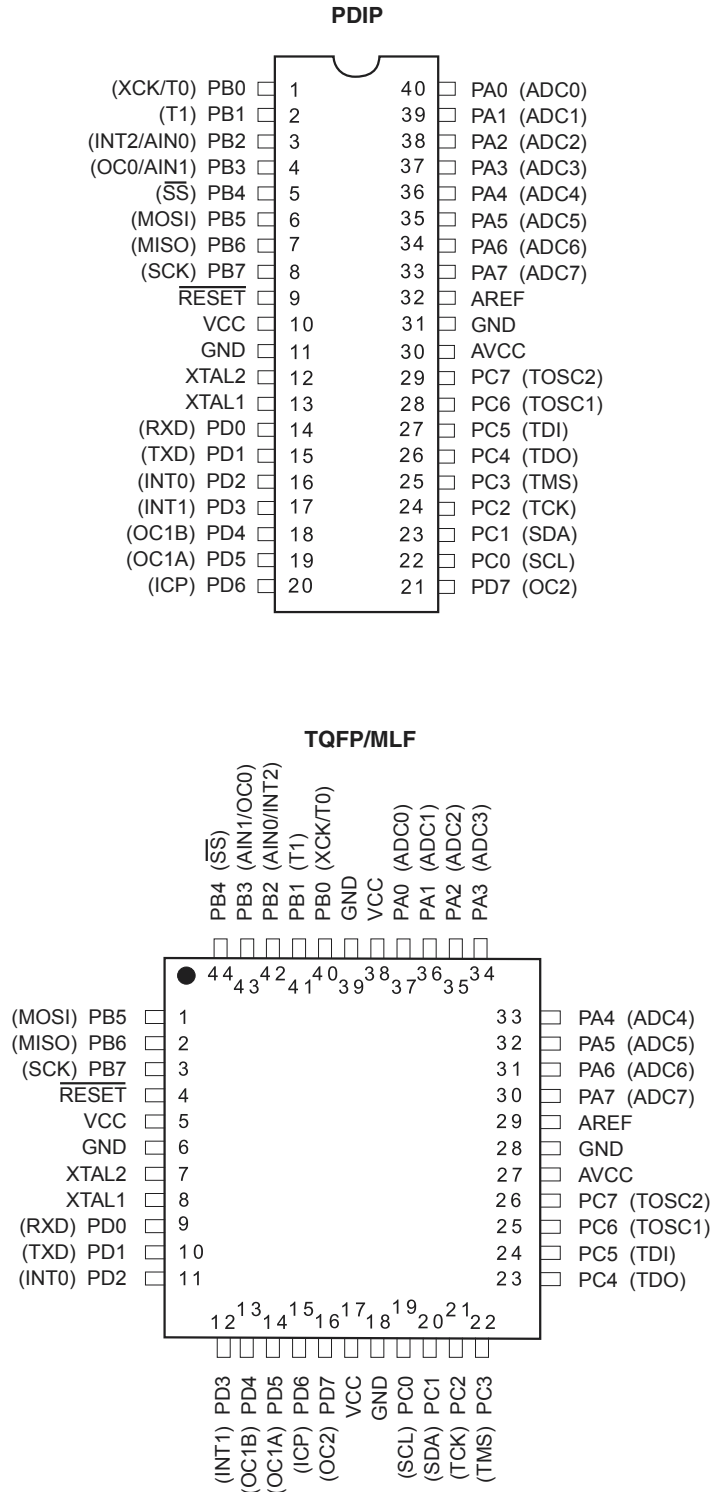 PDIP
(XCK/T0) PB0 1 40 PA0 (ADC0)
(T1) PB1 2 39 PA1 (ADC1)
(INT2/AIN0) PB2 3 38 PA2 (ADC2)
(OC0/AIN1) PB3 4 37 PA3 (ADC3)
(SS) PB4 5 36 PA4 (ADC4)
(MOSI) PB5 6 35 PA5 (ADC5)
(MISO) PB6 7 34 PA6 (ADC6)
(SCK) PB7 8 33 PA7 (ADC7)
RESET 9 32 AREF
VCC 10 31 GND
GND 11 30 AVCC
XTAL2 12 29 PC7 (TOSC2)
XTAL1 13 28 PC6 (TOSC1)
(RXD) PD0 14 27 PC5 (TDI)
(TXD) PD1 15 26 PC4 (TDO)
(INT0) PD2 16 25 PC3 (TMS)
(INT1) PD3 17 24 PC2 (TCK)
(OC1B) PD4 18 23 PC1 (SDA)
(OC1A) PD5 19 22 PC0 (SCL)
(ICP) PD6 20 21 PD7 (OC2)
TQFP/MLF
PB4 (SS)
PB3 (AIN1/OC0)
PB2 (AIN0/INT2)
PB1 (T1)
PB0 (XCK/T0)
GND
VCC
PA0 (ADC0)
PA1 (ADC1)
PA2 (ADC2)
PA3 (ADC3)
44 43 42 41 40 39 38 37 36 35 34
(MOSI) PB5 1 33 PA4 (ADC4)
(MISO) PB6 2 32 PA5 (ADC5)
(SCK) PB7 3 31 PA6 (ADC6)
RESET 4 30 PA7 (ADC7)
VCC 5 29 AREF
GND 6 28 GND
XTAL2 7 27 AVCC
XTAL1 8 26 PC7 (TOSC2)
(RXD) PD0 9 25 PC6 (TOSC1)
(TXD) PD1 10 24 PC5 (TDI)
(INT0) PD2 11 23 PC4 (TDO)
12 13 14 15 16 17 18 19 20 21 22
(INT1) PD3
(OC1B) PD4
(OC1A) PD5
(ICP) PD6
(OC2) PD7
VCC
GND
(SCL) PC0
(SDA) PC1
(TCK) PC2
(TMS) PC3